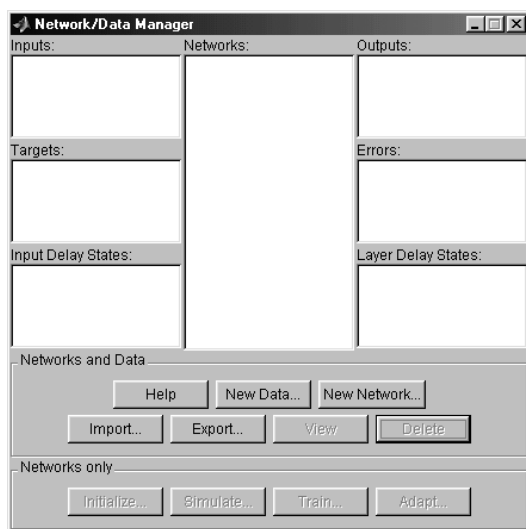 Network/Data Manager
Inputs: Networks: Outputs:
Targets: Errors:
Input Delay States: Layer Delay States:
Networks and Data
Help New Data... New Network...
Import... Export... View Delete
Networks only
Initialize... Simulate... Train... Adapt...